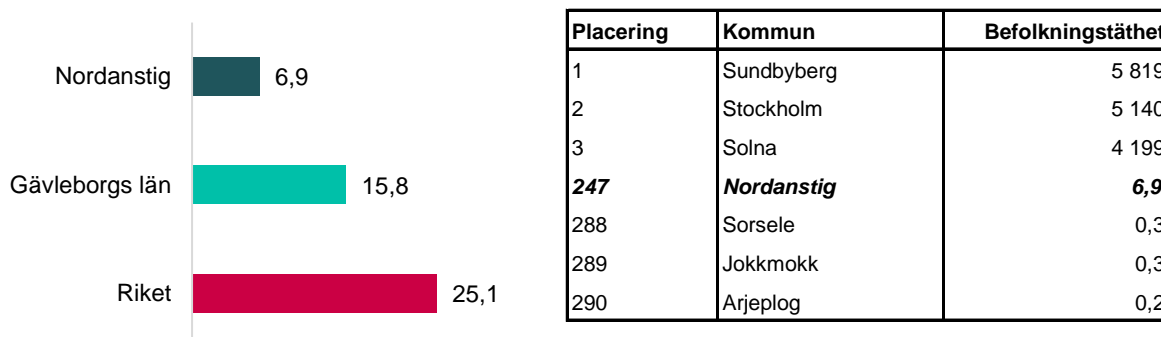 Nordanstig 6,9
Gävleborgs län 15,8
Riket 25,1
Placering Kommun Befolkningstäthet
1 Sundbyberg 5 819
2 Stockholm 5 140
3 Solna 4 199
247 Nordanstig 6,9
288 Sorsele 0,3
289 Jokkmokk 0,3
290 Arjeplog 0,2